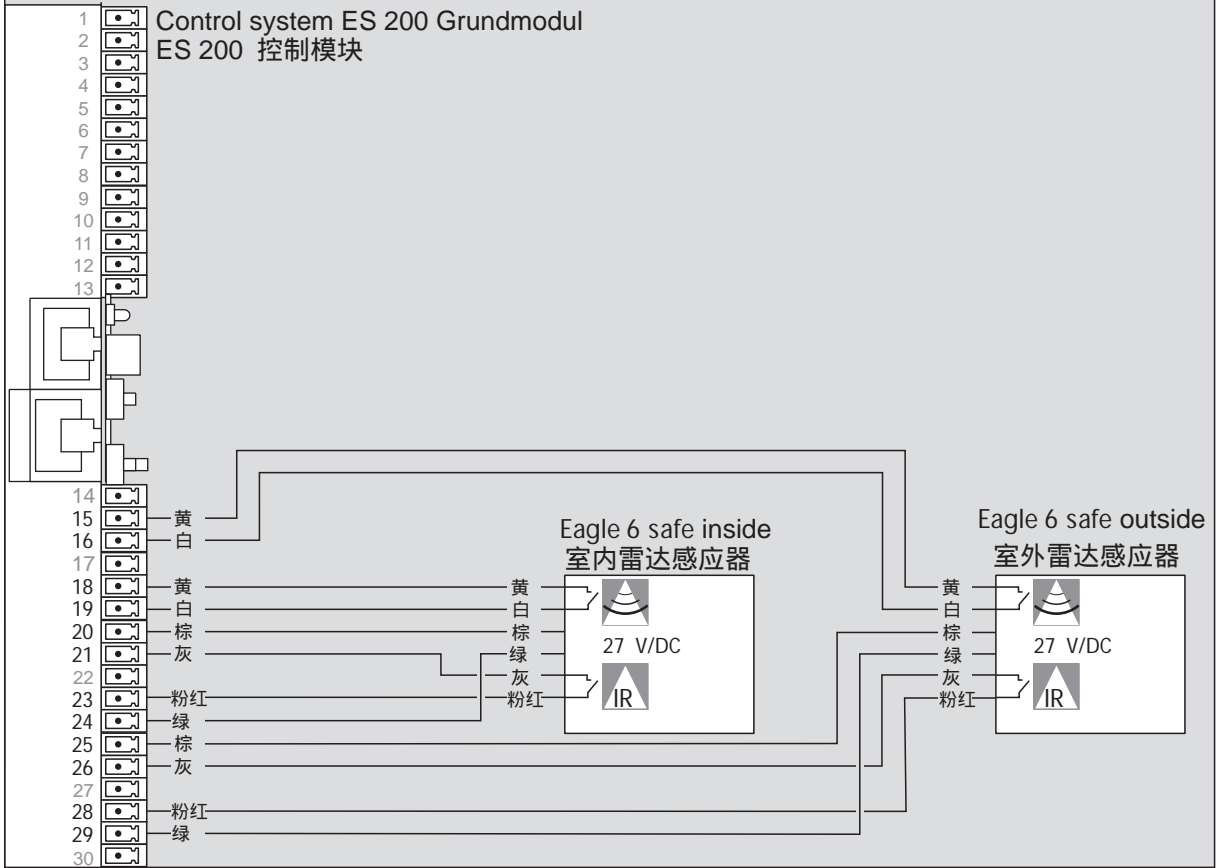 Control system ES 200 Grundmodul
ES 200 控制模块
1
2
3
4
5
6
7
8
9
10
11
12
13
14
15 黄
16 白
17
18 黄
19 白
20 棕
21 灰
22
23 粉红
24 绿
25 棕
26 灰
27
28 粉红
29 绿
30
Eagle 6 safe inside
室内雷达感应器
黄
白
棕
27 V/DC
绿
灰
粉红
IR
Eagle 6 safe outside
室外雷达感应器
黄
白
棕
27 V/DC
绿
灰
粉红
IR